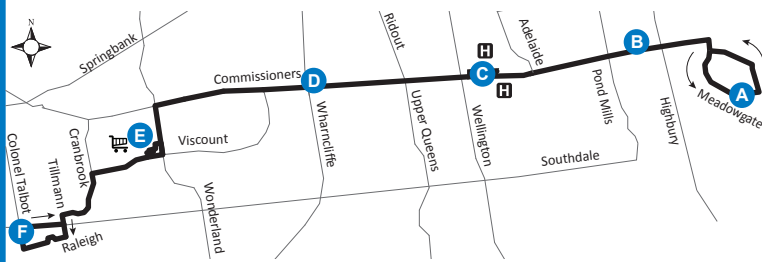 N
Springbank
Ridout
Adelaide
H
B
Commissioners
D
C
H
A
Meadowgate
Pond Mills
Highbury
Wharncliffe
Upper Queens
Wellington
E
Viscount
Cranbrook
Tillmann
Colonel Talbot
Southdale
Wonderland
F
Raleigh